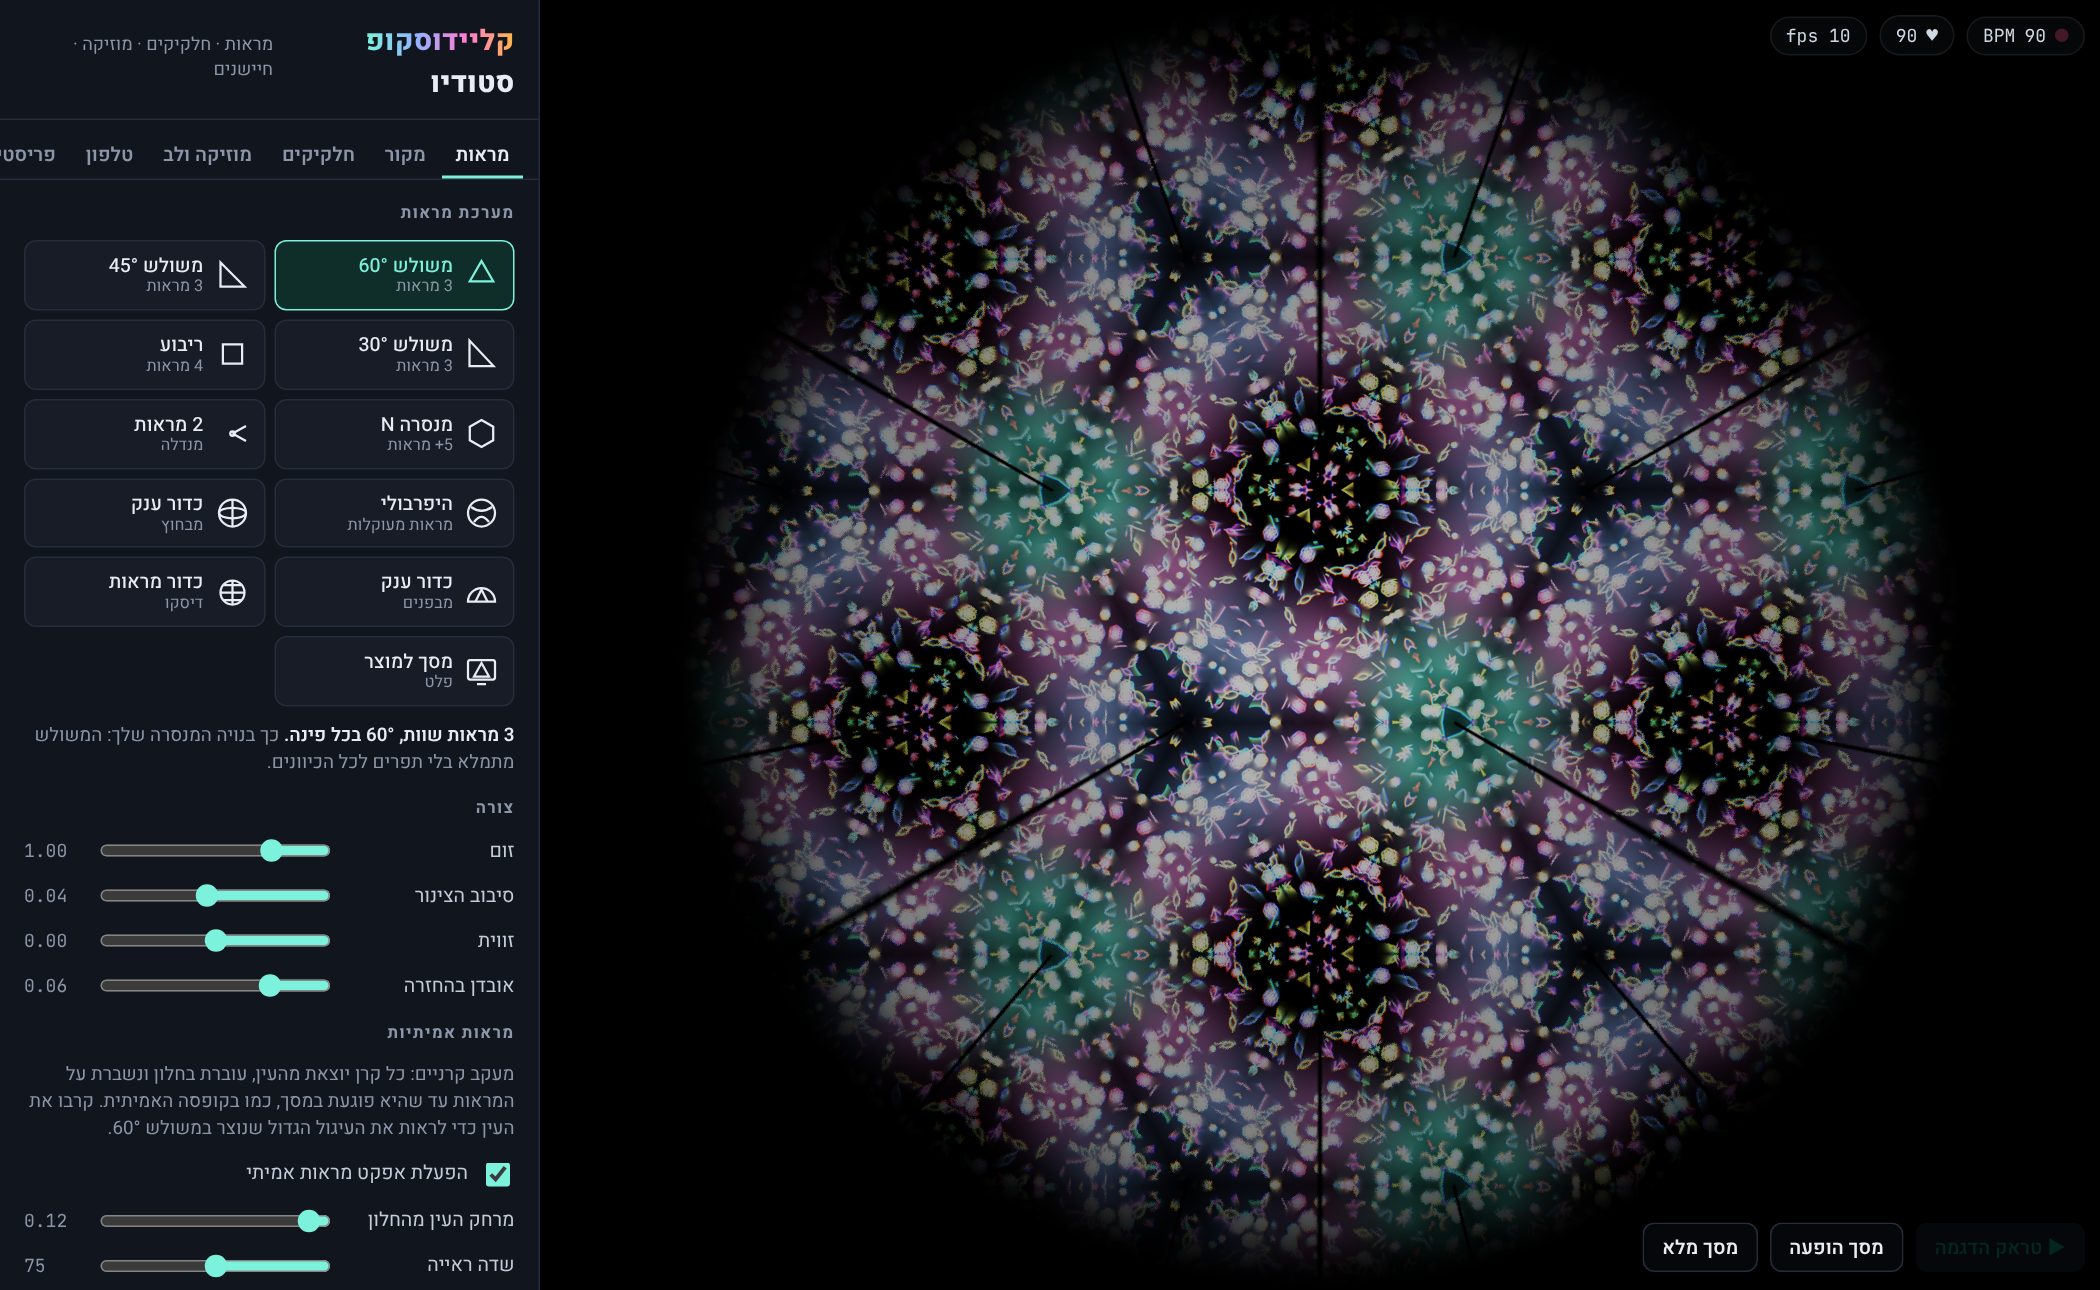 קליידוסקופ
סטודיו
מראות · חלקיקים · מוזיקה ·
חיישנים
BPM 90
90 ♥
fps 10
מראות
מקור
חלקיקים
מוזיקה ולב
טלפון
פריסטי
מערכת מראות
משולש 60°
3 מראות
משולש 45°
3 מראות
משולש 30°
3 מראות
ריבוע
4 מראות
מנסרה N
5+ מראות
2 מראות
מנדלה
היפרבולי
מראות מעוקלות
כדור ענק
מבחוץ
כדור ענק
מבפנים
כדור מראות
דיסקו
מסך למוצר
פלט
3 מראות שוות, 60° בכל פינה. כך בנויה המנסרה שלך: המשולש
מתמלא בלי תפרים לכל הכיוונים.
צורה
זום 1.00
סיבוב הצינור 0.04
זווית 0.00
אובדן בהחזרה 0.06
מראות אמיתיות
מעקב קרניים: כל קרן יוצאת מהעין, עוברת בחלון ונשברת על
המראות עד שהיא פוגעת במסך, כמו בקופסה האמיתית. קרבו את
העין כדי לראות את העיגול הגדול שנוצר במשולש 60°.
הפעלת אפקט מראות אמיתי
מרחק העין מהחלון 0.12
שדה ראייה 75
▶ טראק הדגמה
מסך הופעה
מסך מלא